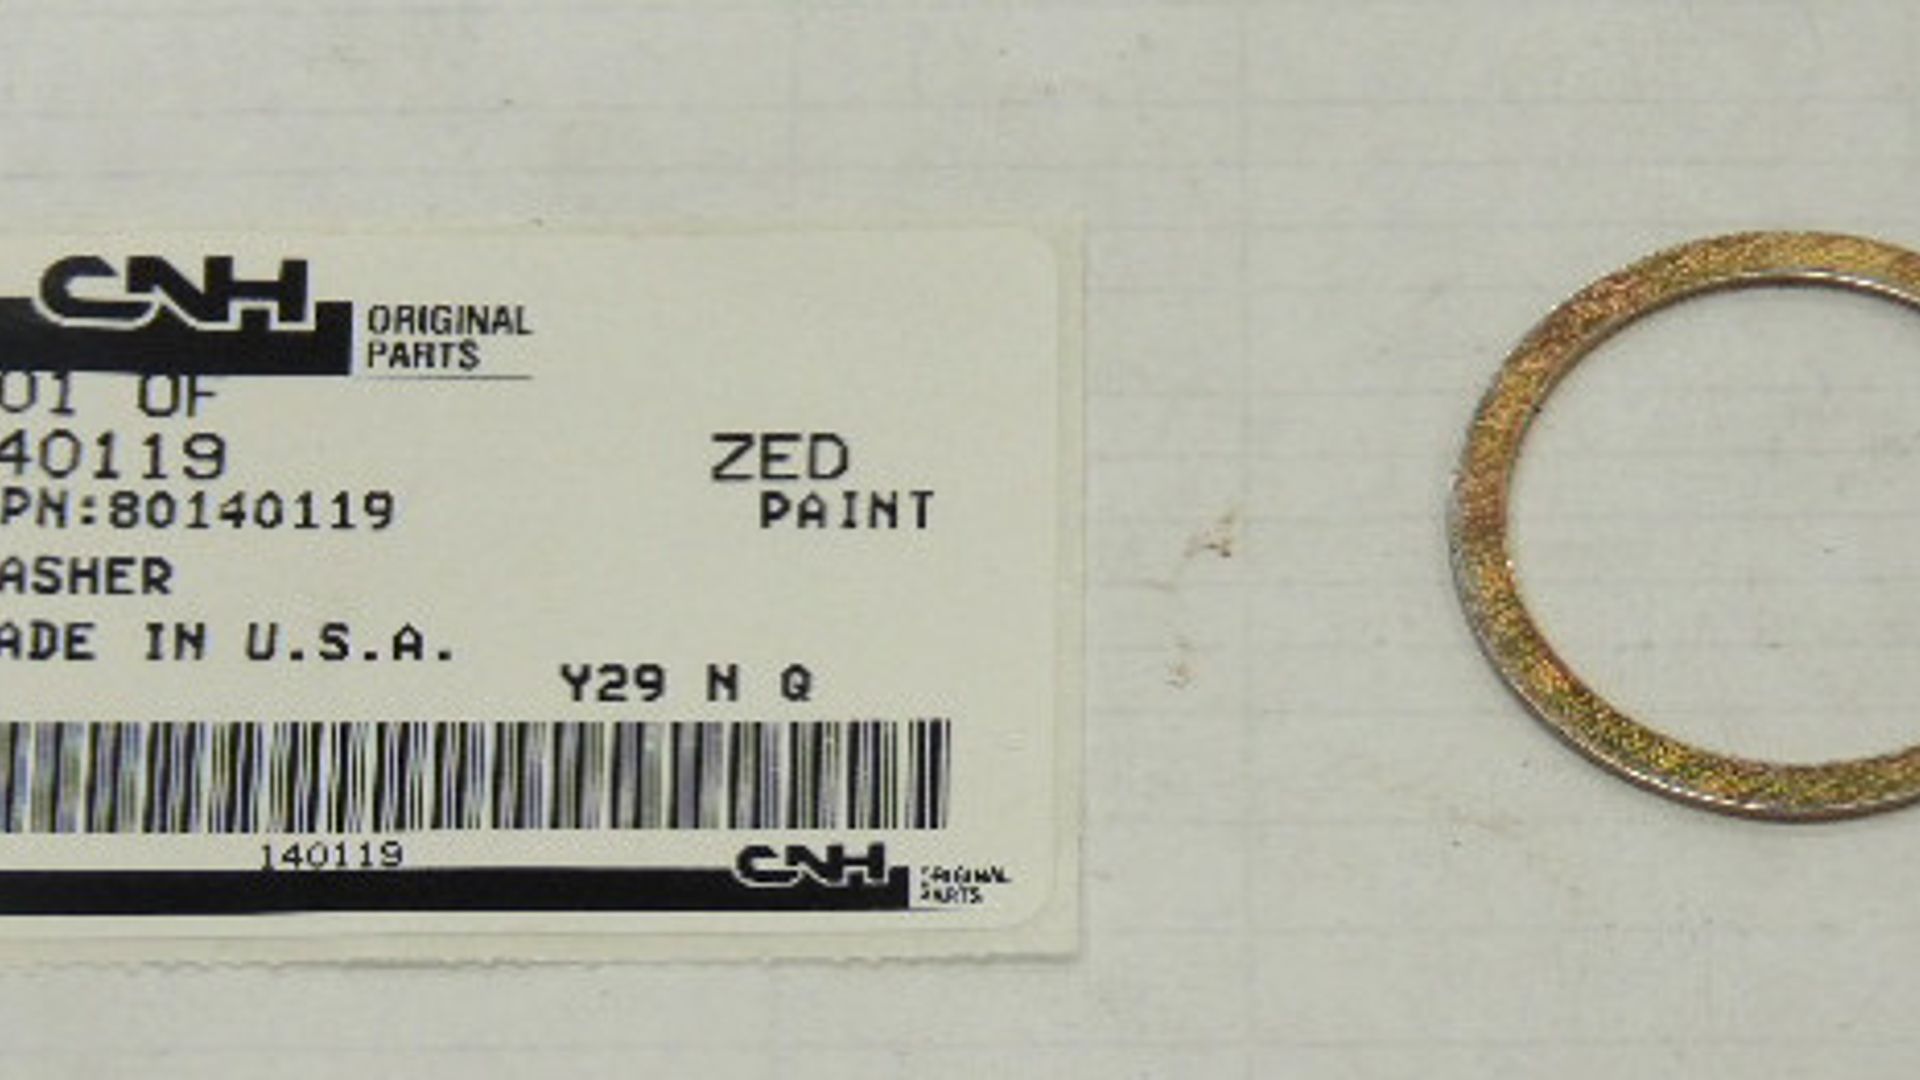 CNH
ORIGINAL
PARTS
01 OF
40119
ZED
PN:80140119
PAINT
ASHER
ADE IN U.S.A.
Y29 N Q
140119
CNH
ORIGINAL
PARTS